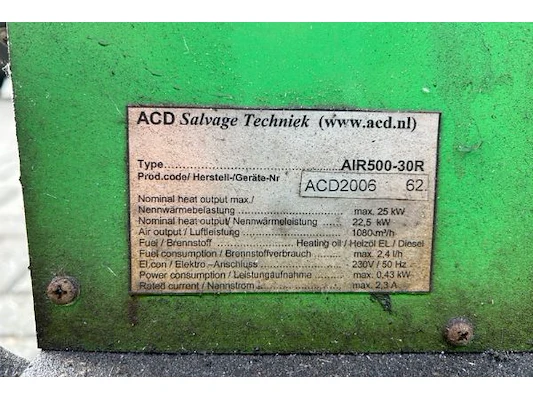 ACD Salvage Techniek (www.acd.nl)
Type AIR500-30R
Prod.code/ Herstell-/Geräte-Nr ACD2006 62
Nominal heat output max./
Nennwärmebelastung max. 25 kW
Nominal heat output/ Nennwärmeleistung 22,5 kW
Air output / Luftleistung 1080 m³/h
Fuel / Brennstoff Heating oil / Heizöl EL / Diesel
Fuel consumption / Brennstoffverbrauch max. 2,4 l/h
El.con / Elektro -Anschluss 230V / 50 Hz
Power consumption / Leistungaufnahme max. 0,43 kW
Rated current / Nennstrom max. 2,3 A